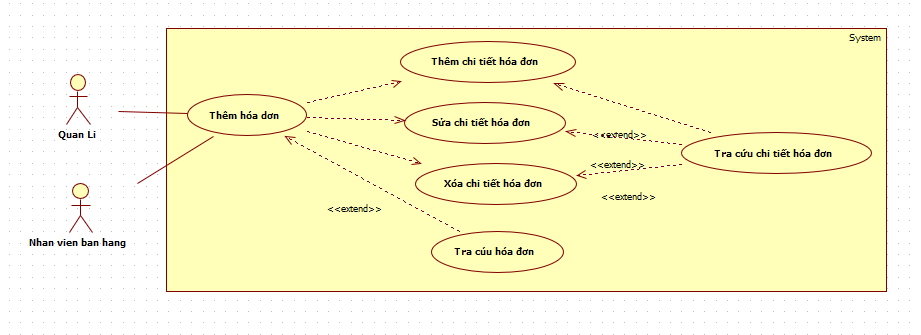 System
Thêm chi tiết hóa đơn
Quan Li
Thêm hóa dơn
Sửa chi tiết hóa đơn
<<extend>>
Tra cứu chi tiết hóa đơn
<<extend>>
Xóa chi tiết hóa đơn
<<extend>>
<<extend>>
Nhan vien ban hang
Tra cúu hóa đơn